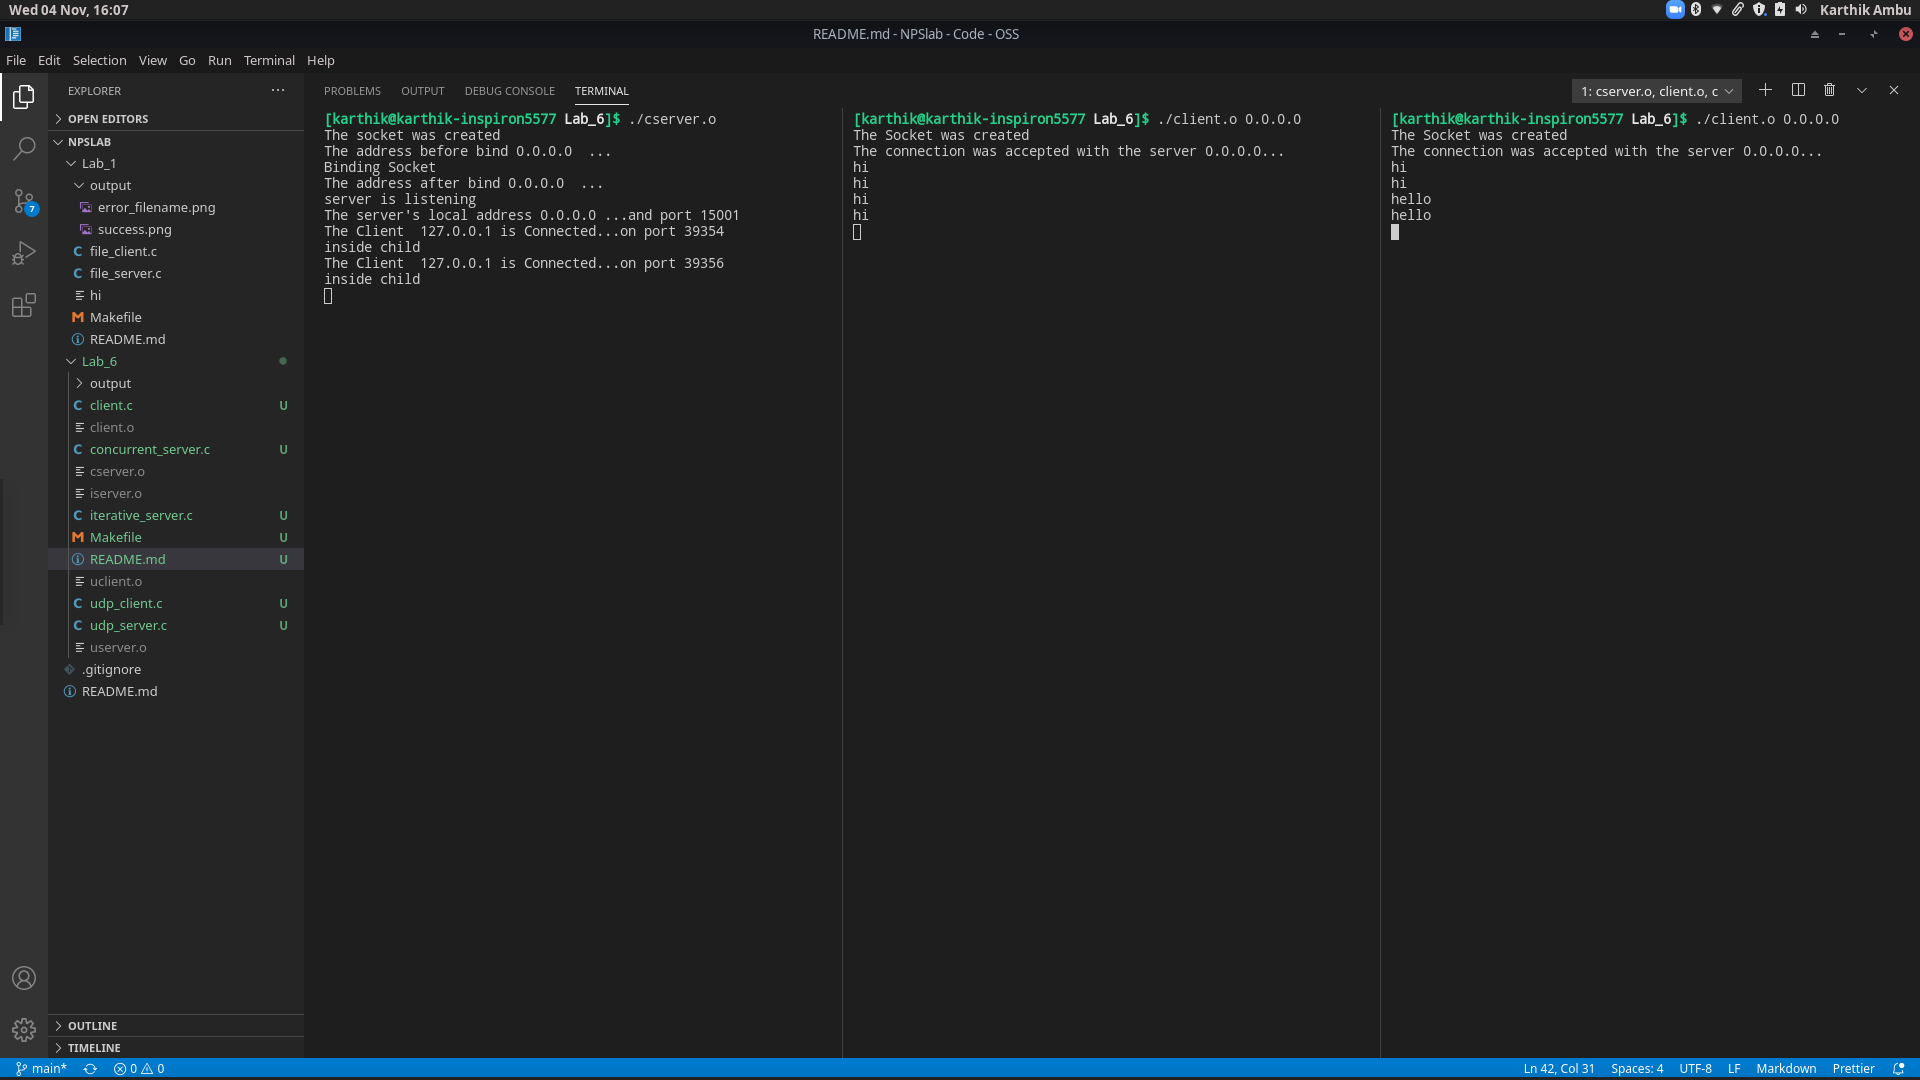 Wed 04 Nov, 16:07
Karthik Ambu
README.md - NPSlab - Code - OSS
File Edit Selection View Go Run Terminal Help
EXPLORER
OPEN EDITORS
NPSLAB
Lab_1
output
error_filename.png
success.png
C file_client.c
C file_server.c
hi
M Makefile
README.md
Lab_6
output
C client.c U
client.o
C concurrent_server.c U
cserver.o
iserver.o
C iterative_server.c U
M Makefile U
README.md U
uclient.o
C udp_client.c U
C udp_server.c U
userver.o
.gitignore
README.md
OUTLINE
TIMELINE
7
PROBLEMS OUTPUT DEBUG CONSOLE TERMINAL
1: cserver.o, client.o, c
[karthik@karthik-inspiron5577 Lab_6]$ ./cserver.o
The socket was created
The address before bind 0.0.0.0  ...
Binding Socket
The address after bind 0.0.0.0  ...
server is listening
The server's local address 0.0.0.0 ...and port 15001
The Client  127.0.0.1 is Connected...on port 39354
inside child
The Client  127.0.0.1 is Connected...on port 39356
inside child
[karthik@karthik-inspiron5577 Lab_6]$ ./client.o 0.0.0.0
The Socket was created
The connection was accepted with the server 0.0.0.0...
hi
hi
hi
hi
[karthik@karthik-inspiron5577 Lab_6]$ ./client.o 0.0.0.0
The Socket was created
The connection was accepted with the server 0.0.0.0...
hi
hi
hello
hello
main* 0 0
Ln 42, Col 31 Spaces: 4 UTF-8 LF Markdown Prettier